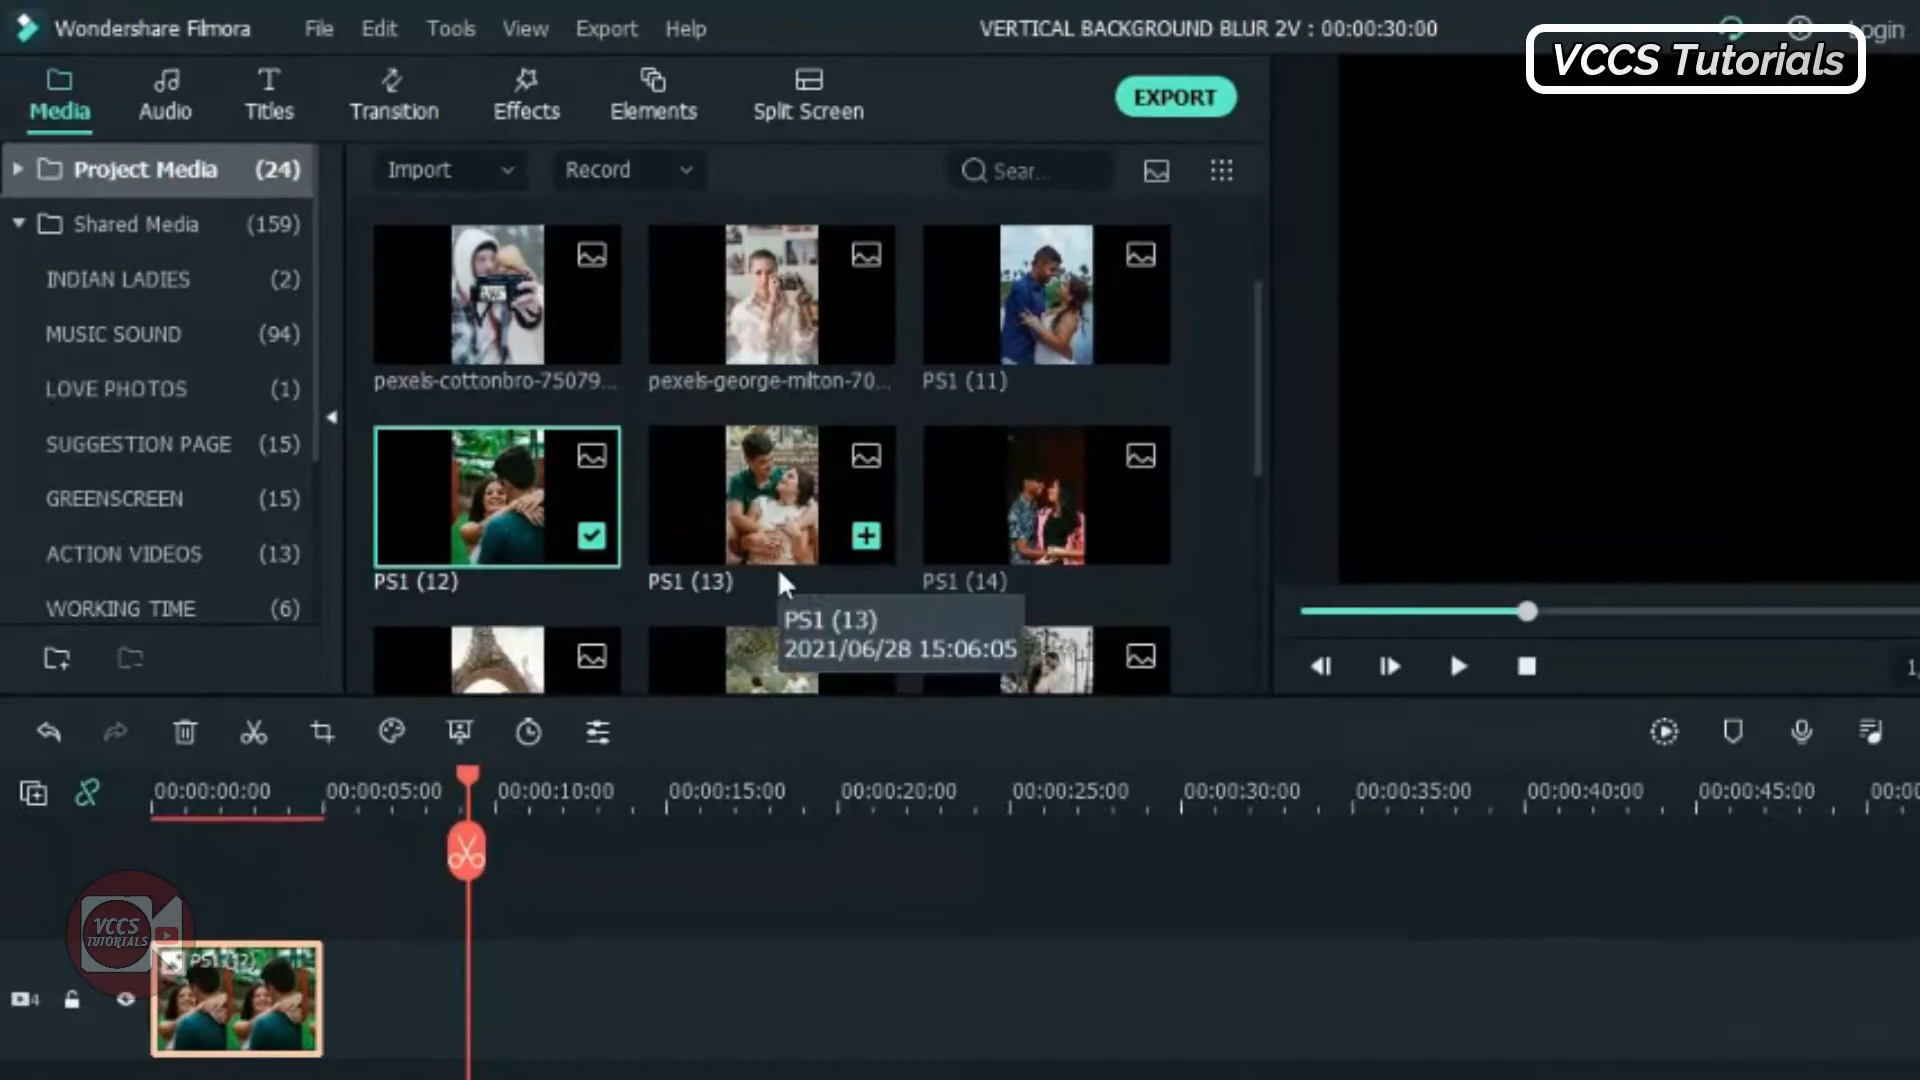 Wondershare Filmora File Edit Tools View Export Help VERTICAL BACKGROUND BLUR 2V : 00:00:30:00 Login
VCCS Tutorials
Media Audio Titles Transition Effects Elements Split Screen EXPORT
Project Media (24) Import Record Sear...
Shared Media (159)
INDIAN LADIES (2)
MUSIC SOUND (94)
LOVE PHOTOS (1)
SUGGESTION PAGE (15)
GREENSCREEN (15)
ACTION VIDEOS (13)
WORKING TIME (6)
pexels-cottonbro-75079... pexels-george-milton-70... PS1 (11)
PS1 (12) PS1 (13) PS1 (14)
PS1 (13)
2021/06/28 15:06:05
00:00:00:00 00:00:05:00 00:00:10:00 00:00:15:00 00:00:20:00 00:00:25:00 00:00:30:00 00:00:35:00 00:00:40:00 00:00:45:00 00:00
VCCS
TUTORIALS
PS1 (12)
4